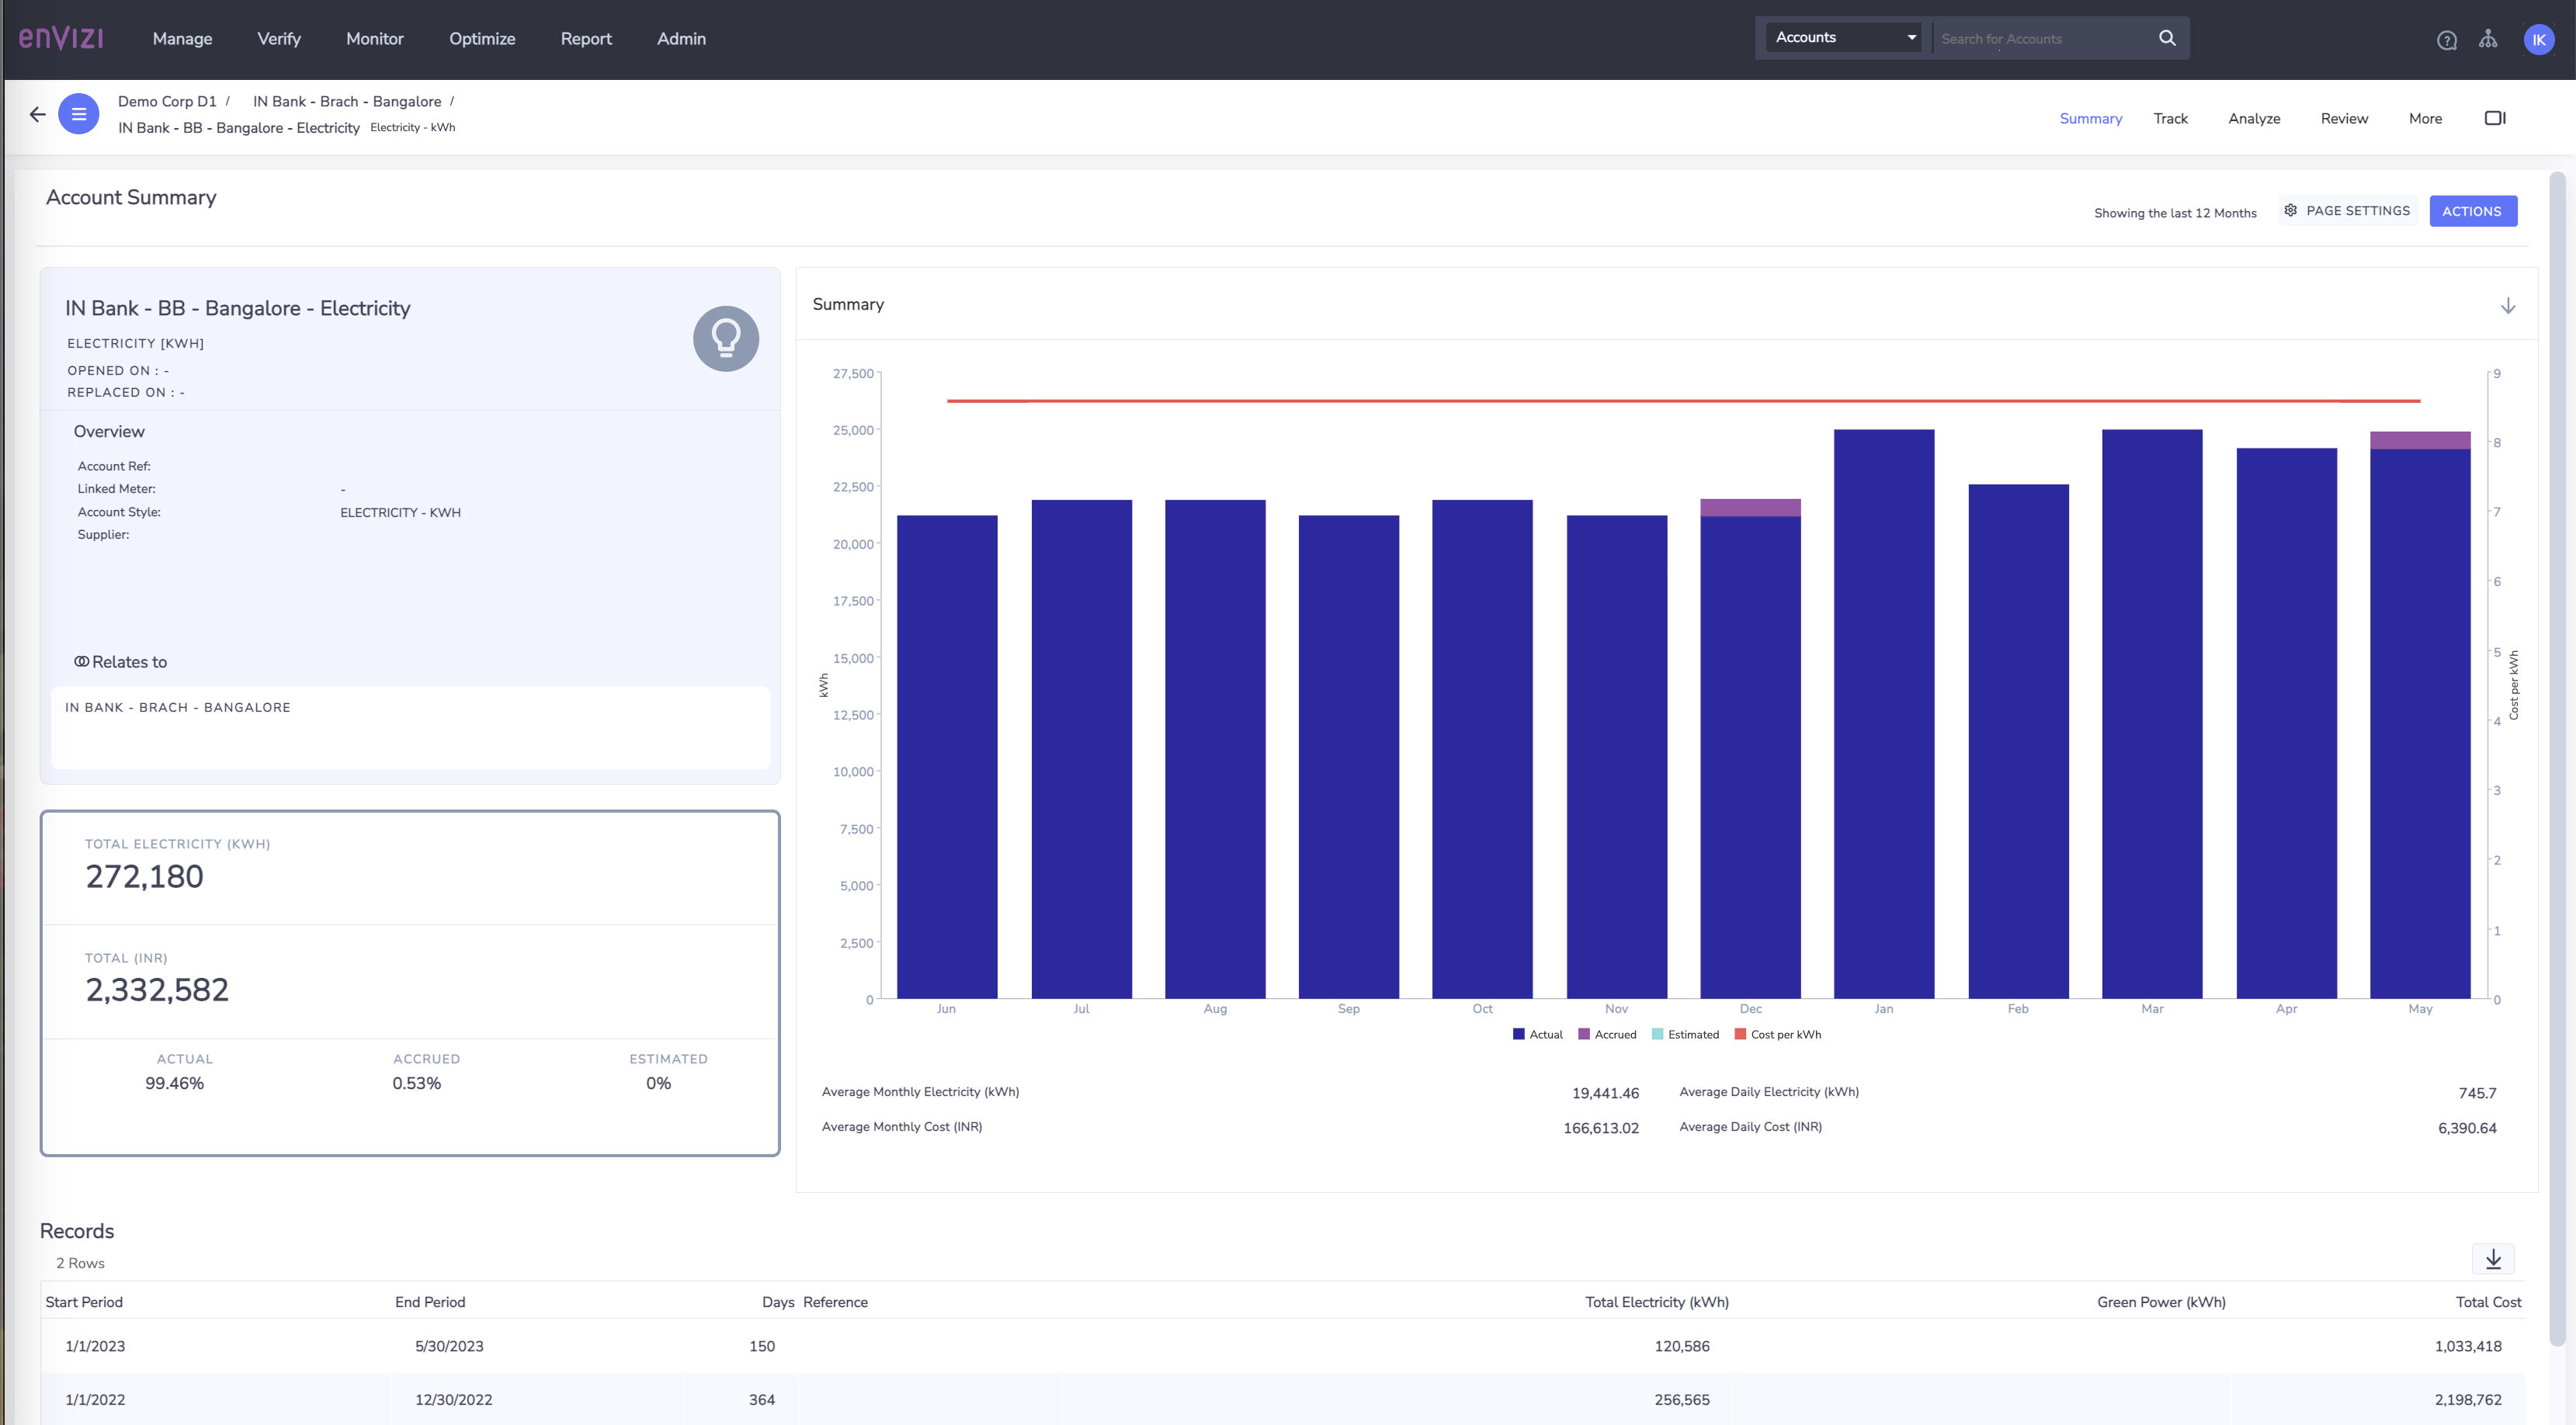 enVIZI
Manage Verify Monitor Optimize Report Admin
Accounts
Search for Accounts
IK
Demo Corp D1 / IN Bank - Brach - Bangalore /
IN Bank - BB - Bangalore - Electricity Electricity - kWh
Summary Track Analyze Review More
Account Summary
Showing the last 12 Months
PAGE SETTINGS
ACTIONS
IN Bank - BB - Bangalore - Electricity
ELECTRICITY [KWH]
OPENED ON : -
REPLACED ON : -
Overview
Account Ref:
Linked Meter: -
Account Style: ELECTRICITY - KWH
Supplier:
Relates to
IN BANK - BRACH - BANGALORE
TOTAL ELECTRICITY (KWH)
272,180
TOTAL (INR)
2,332,582
ACTUAL ACCRUED ESTIMATED
99.46% 0.53% 0%
Summary
27,500
25,000
22,500
20,000
17,500
15,000
12,500
10,000
7,500
5,000
2,500
0
kWh
9
8
7
6
5
4
3
2
1
0
Cost per kWh
Jun Jul Aug Sep Oct Nov Dec Jan Feb Mar Apr May
Actual Accrued Estimated Cost per kWh
Average Monthly Electricity (kWh) 19,441.46 Average Daily Electricity (kWh) 745.7
Average Monthly Cost (INR) 166,613.02 Average Daily Cost (INR) 6,390.64
Records
2 Rows
Start Period End Period Days Reference Total Electricity (kWh) Green Power (kWh) Total Cost
1/1/2023 5/30/2023 150 120,586 1,033,418
1/1/2022 12/30/2022 364 256,565 2,198,762